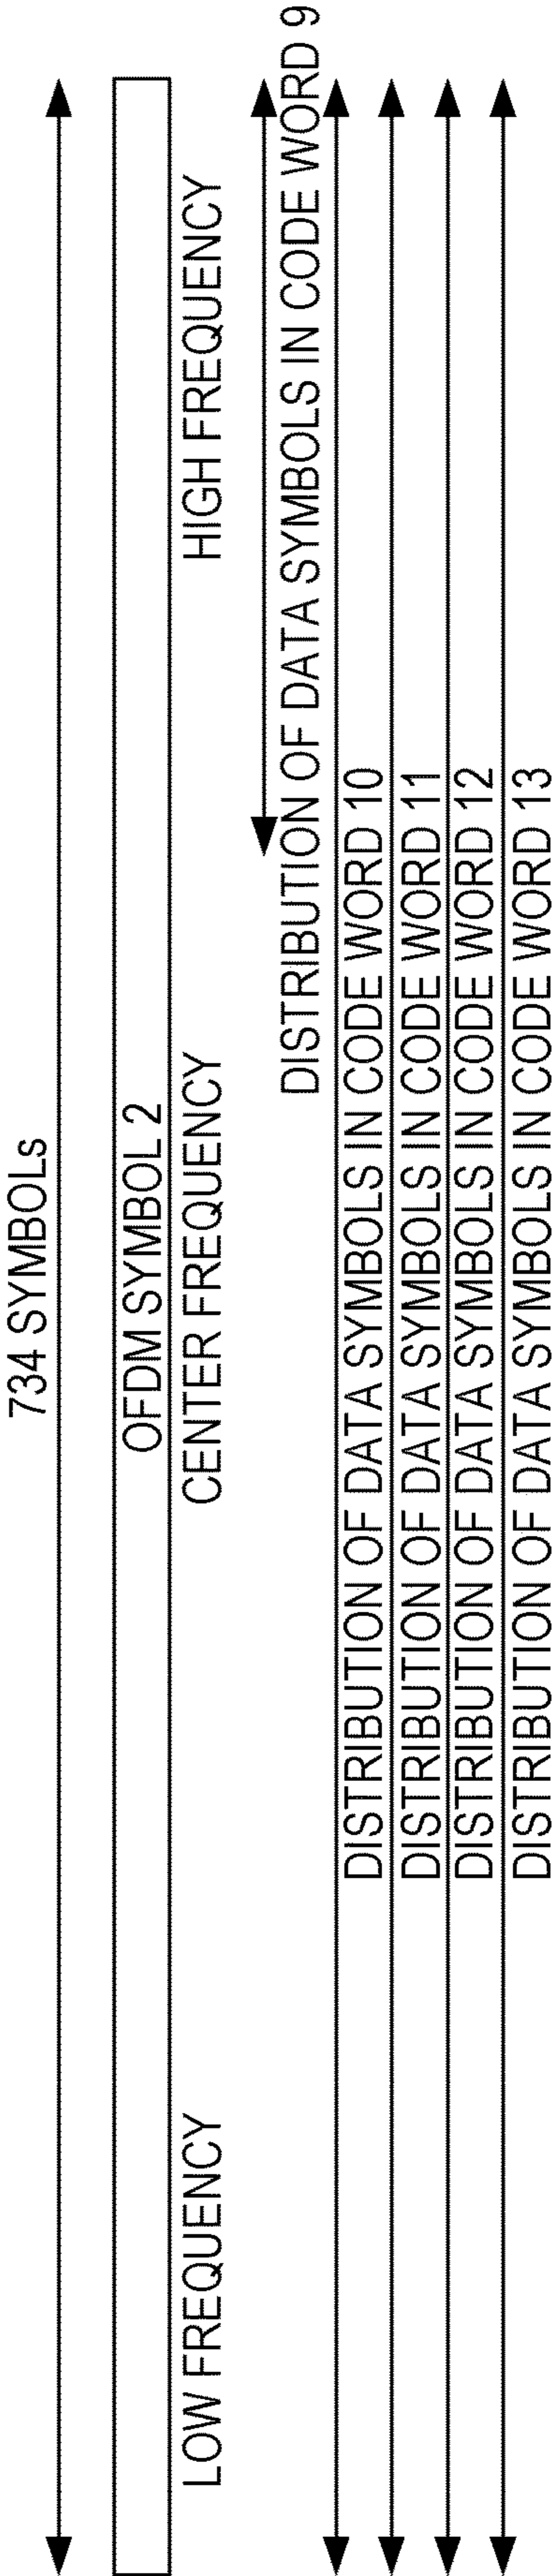 734 SYMBOLs
OFDM SYMBOL 2
LOW FREQUENCY
CENTER FREQUENCY
HIGH FREQUENCY
DISTRIBUTION OF DATA SYMBOLS IN CODE WORD 9
DISTRIBUTION OF DATA SYMBOLS IN CODE WORD 10
DISTRIBUTION OF DATA SYMBOLS IN CODE WORD 11
DISTRIBUTION OF DATA SYMBOLS IN CODE WORD 12
DISTRIBUTION OF DATA SYMBOLS IN CODE WORD 13